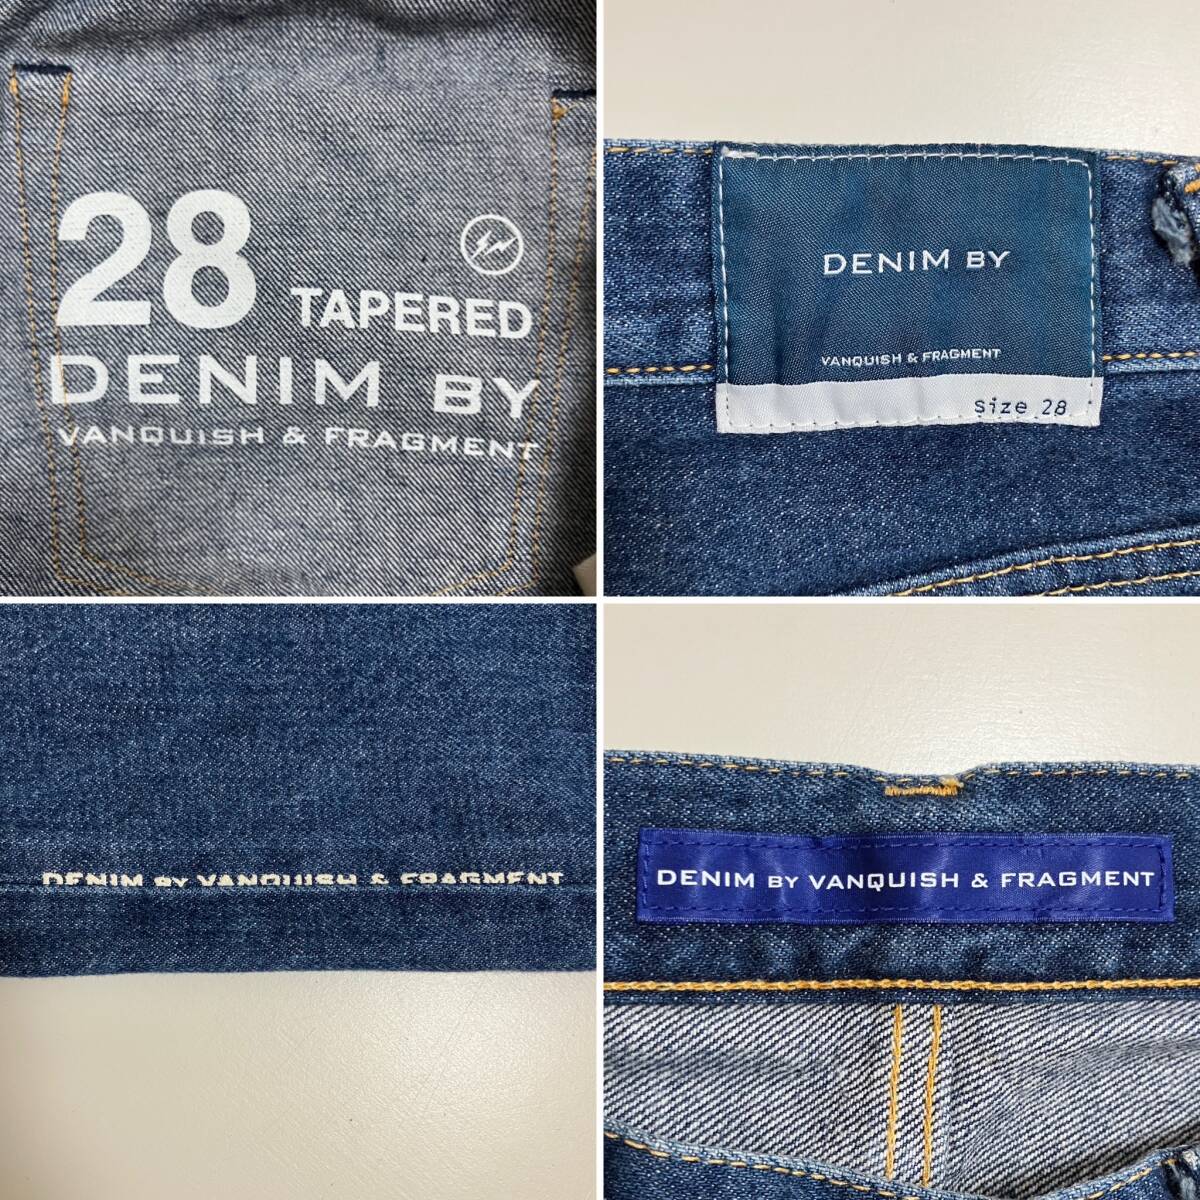 28 TAPERED
DENIM BY
VANQUISH & FRAGMENT
DENIM BY
VANQUISH & FRAGMENT
Size 28
DENIM BY VANQUISH & FRAGMENT
DENIM BY VANQUISH & FRAGMENT